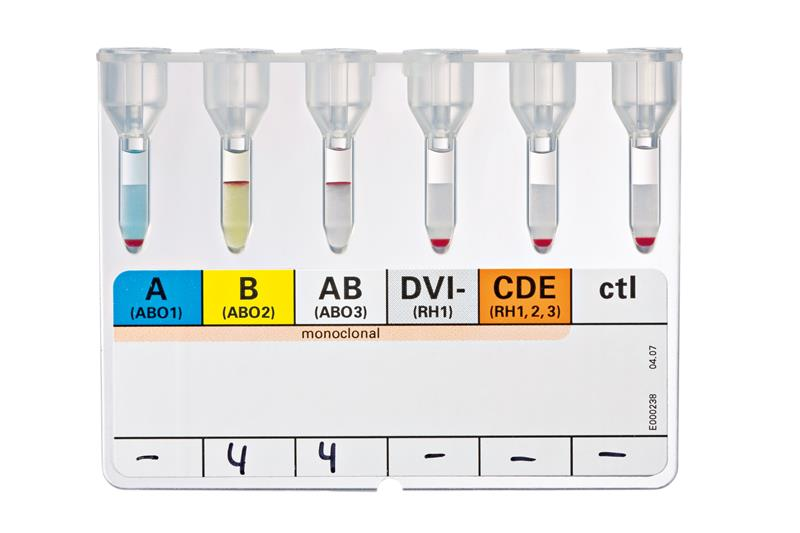 A B AB DVI- CDE ctl
(ABO1) (ABO2) (ABO3) (RH1) (RH1, 2, 3)
monoclonal
E000238 04.07
- 4 4 - - -